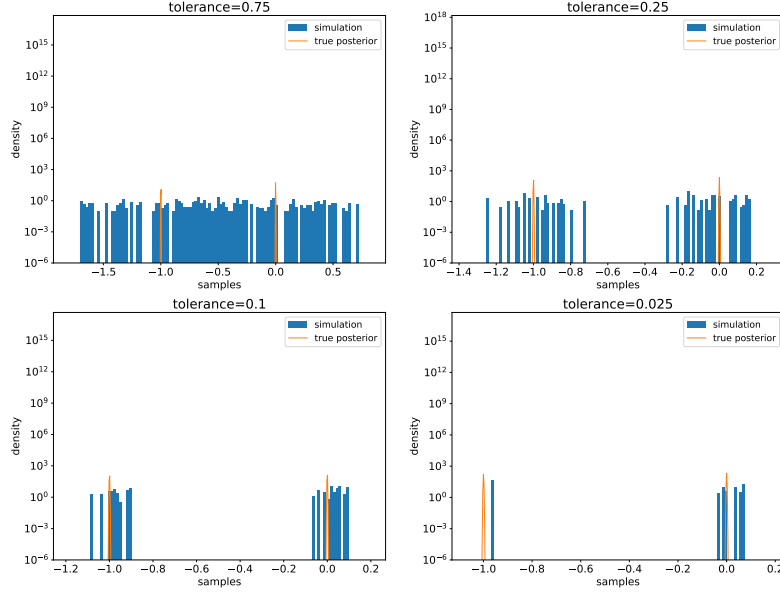 tolerance=0.75
simulation
true posterior
density
10^15
10^12
10^9
10^6
10^3
10^0
10^−3
10^−6
−1.5 −1.0 −0.5 0.0 0.5
samples
tolerance=0.25
simulation
true posterior
density
10^18
10^15
10^12
10^9
10^6
10^3
10^0
10^−3
10^−6
−1.4 −1.2 −1.0 −0.8 −0.6 −0.4 −0.2 0.0 0.2
samples
tolerance=0.1
simulation
true posterior
density
10^15
10^12
10^9
10^6
10^3
10^0
10^−3
10^−6
−1.2 −1.0 −0.8 −0.6 −0.4 −0.2 0.0 0.2
samples
tolerance=0.025
simulation
true posterior
density
10^15
10^12
10^9
10^6
10^3
10^0
10^−3
10^−6
−1.0 −0.8 −0.6 −0.4 −0.2 0.0 0.2
samples